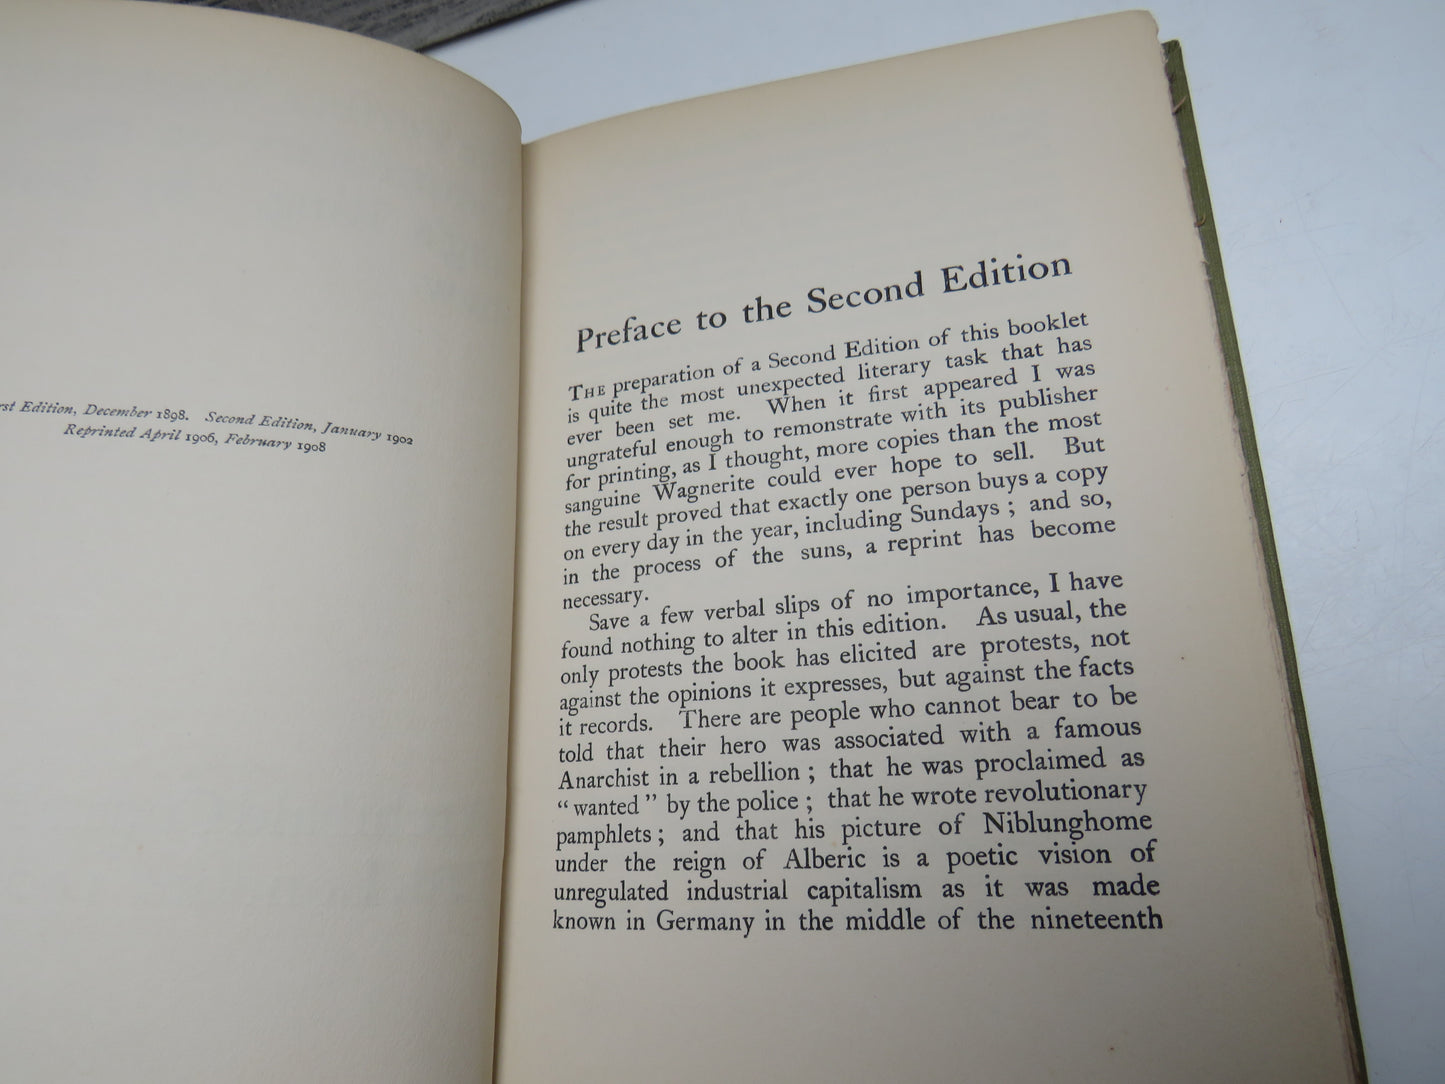 Edition, December 1898. Second Edition, January 1902
Reprinted April 1906, February 1908
Preface to the Second Edition
THE preparation of a Second Edition of this booklet
is quite the most unexpected literary task that has
ever been set me. When it first appeared I was
ungrateful enough to remonstrate with its publisher
for printing, as I thought, more copies than the most
sanguine Wagnerite could ever hope to sell. But
the result proved that exactly one person buys a copy
on every day in the year, including Sundays ; and so,
in the process of the suns, a reprint has become
necessary.
Save a few verbal slips of no importance, I have
found nothing to alter in this edition. As usual, the
only protests the book has elicited are protests, not
against the opinions it expresses, but against the facts
it records. There are people who cannot bear to be
told that their hero was associated with a famous
Anarchist in a rebellion ; that he was proclaimed as
“wanted” by the police ; that he wrote revolutionary
pamphlets ; and that his picture of Niblunghome
under the reign of Alberic is a poetic vision of
unregulated industrial capitalism as it was made
known in Germany in the middle of the nineteenth